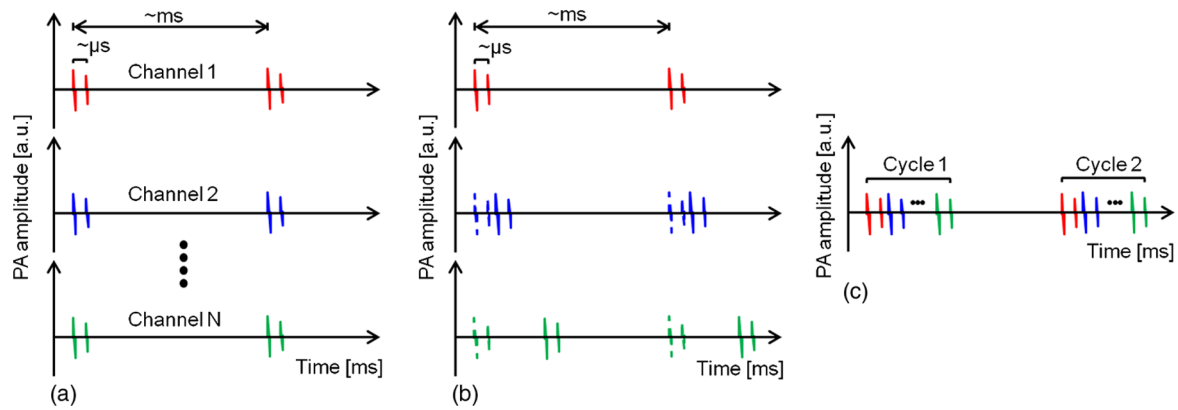 ~ms
~µs
Channel 1
PA amplitude [a.u.]
Channel 2
PA amplitude [a.u.]
Channel N
Time [ms]
(a)
~ms
~µs
PA amplitude [a.u.]
Time [ms]
(b)
Cycle 1
Cycle 2
PA amplitude [a.u.]
Time [ms]
(c)